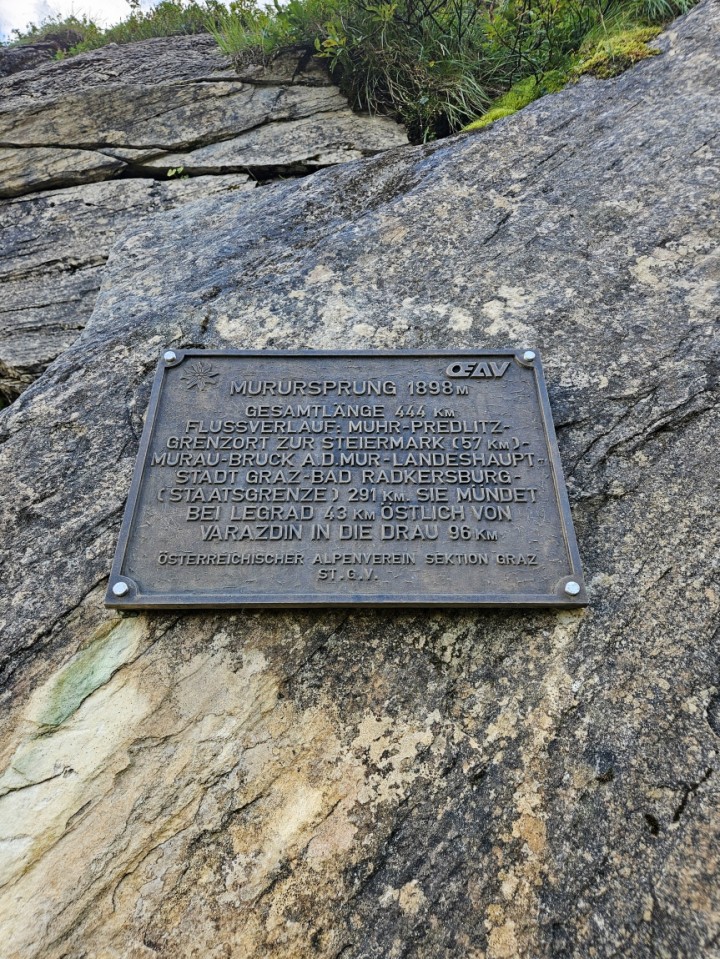 ŒAV
MURURSPRUNG 1898 M
GESAMTLÄNGE 444 KM
FLUSSVERLAUF: MUHR-PREDLITZ-
GRENZORT ZUR STEIERMARK (57 KM)-
MURAU-BRUCK A.D.MUR-LANDESHAUPT-
STADT GRAZ-BAD RADKERSBURG-
(STAATSGRENZE) 291 KM. SIE MÜNDET
BEI LEGRAD 43 KM ÖSTLICH VON
VARAZDIN IN DIE DRAU 96 KM
ÖSTERREICHISCHER ALPENVEREIN SEKTION GRAZ
ST.G.V.